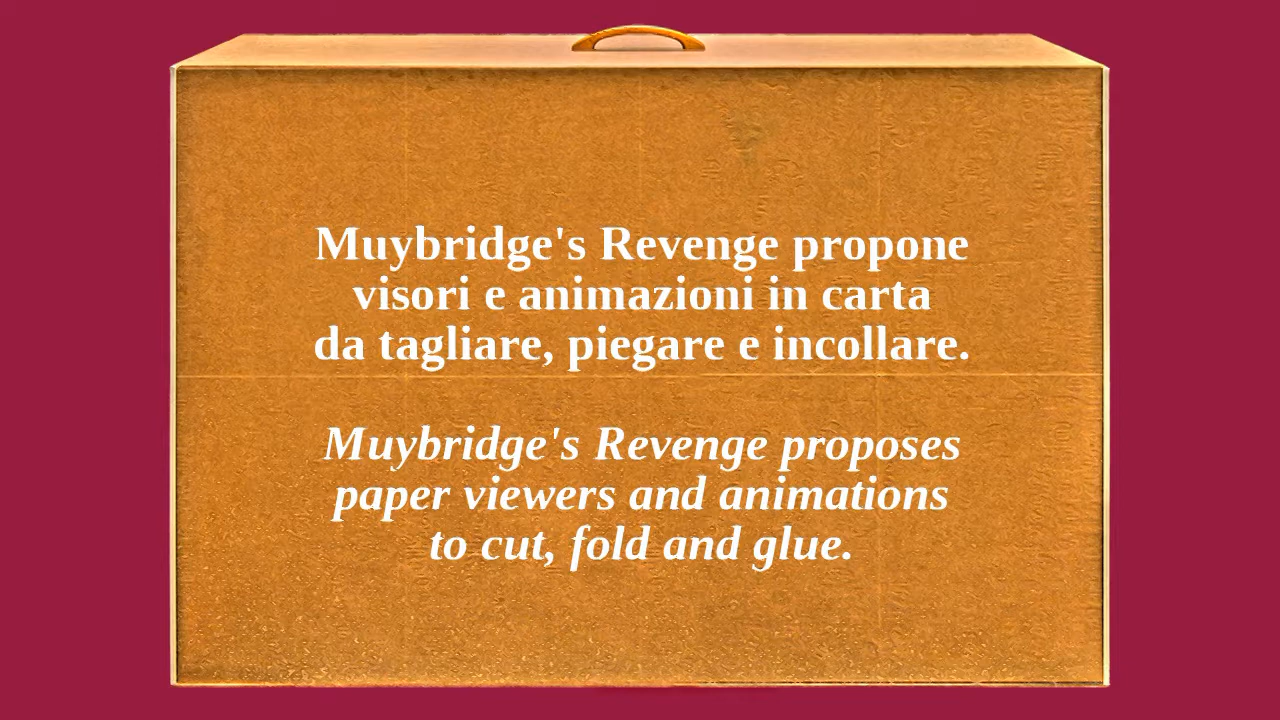 Muybridge's Revenge propone
visori e animazioni in carta
da tagliare, piegare e incollare.
Muybridge's Revenge proposes
paper viewers and animations
to cut, fold and glue.